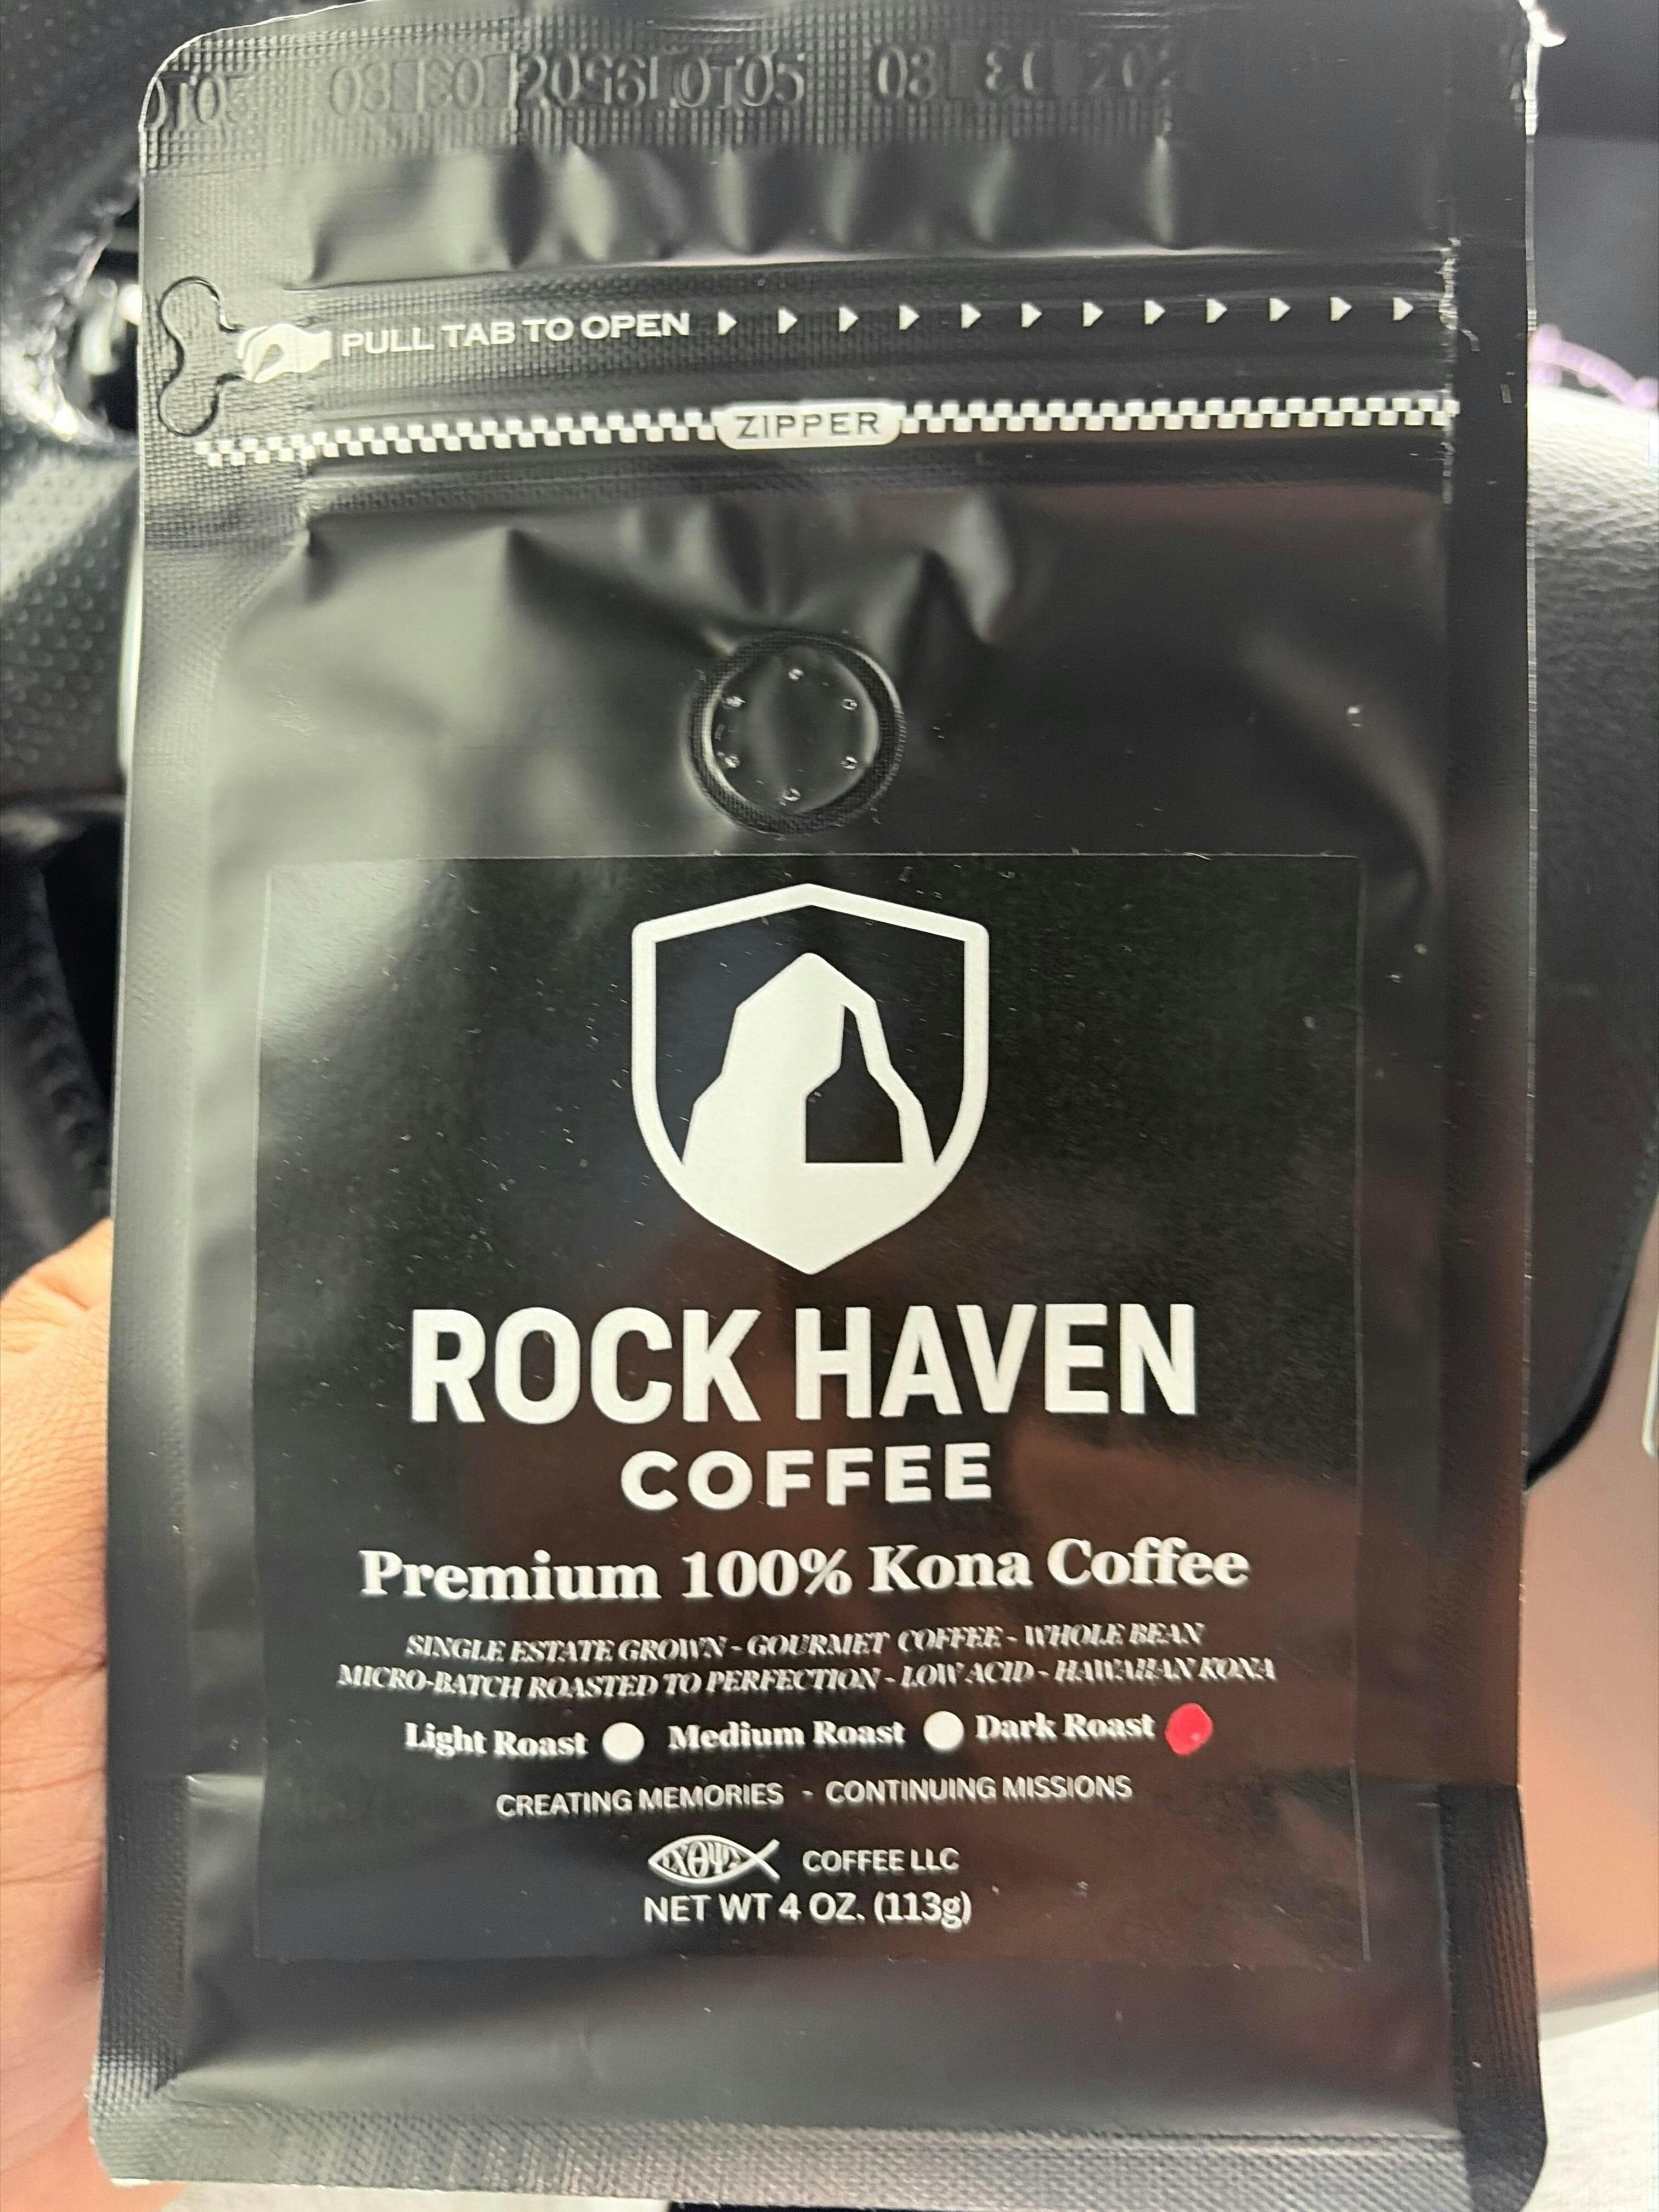 PULL TAB TO OPEN
ZIPPER
ROCK HAVEN
COFFEE
Premium 100% Kona Coffee
SINGLE ESTATE GROWN - GOURMET COFFEE - WHOLE BEAN
MICRO-BATCH ROASTED TO PERFECTION - LOW ACID - HAWAIIAN KONA
Light Roast Medium Roast Dark Roast
CREATING MEMORIES - CONTINUING MISSIONS
ΙΧΘΥΣ COFFEE LLC
NET WT 4 OZ. (113g)